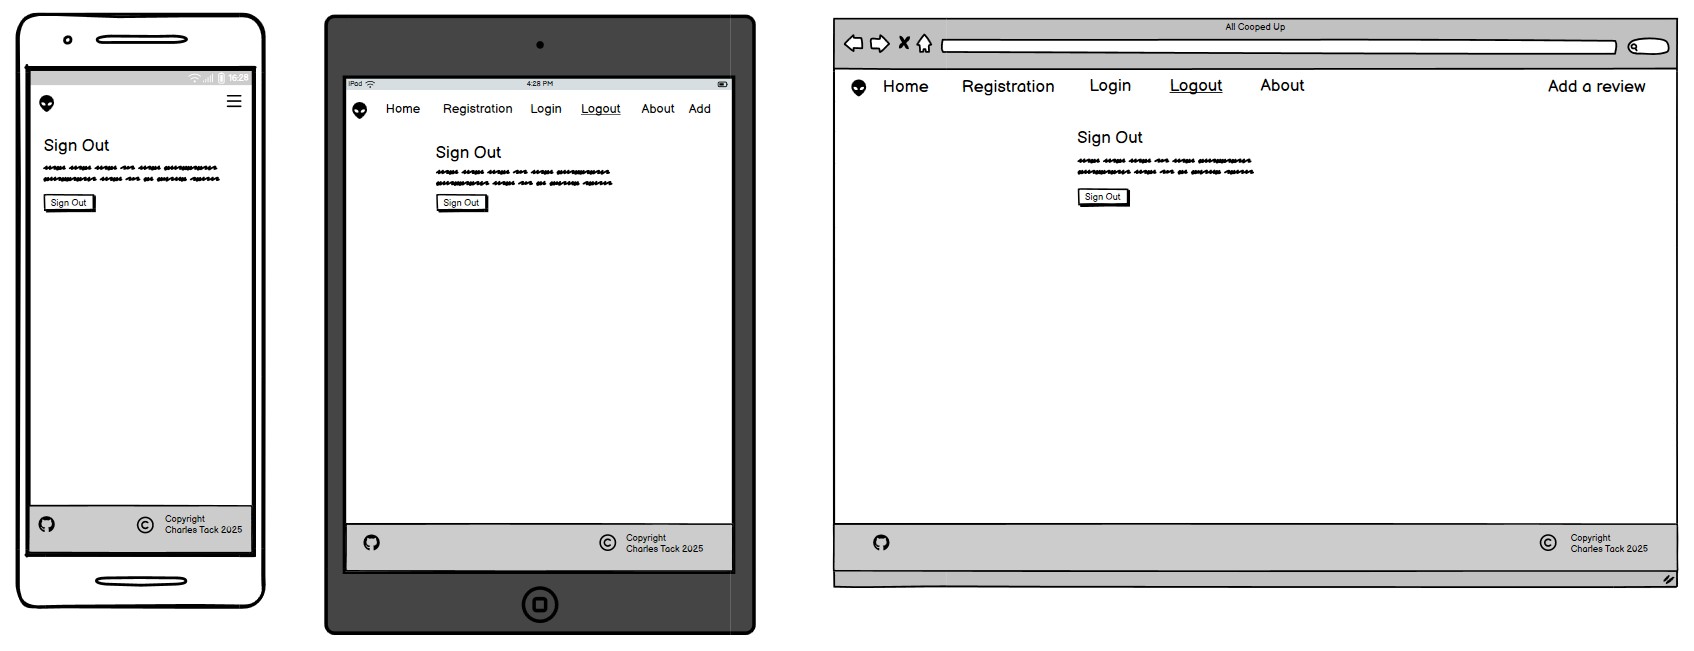 16:28
Sign Out
Sign Out
Copyright
Charles Tack 2025
iPad 4:28 PM
Home Registration Login Logout About Add
Sign Out
Sign Out
Copyright
Charles Tack 2025
All Cooped Up
Home Registration Login Logout About Add a review
Sign Out
Sign Out
Copyright
Charles Tack 2025